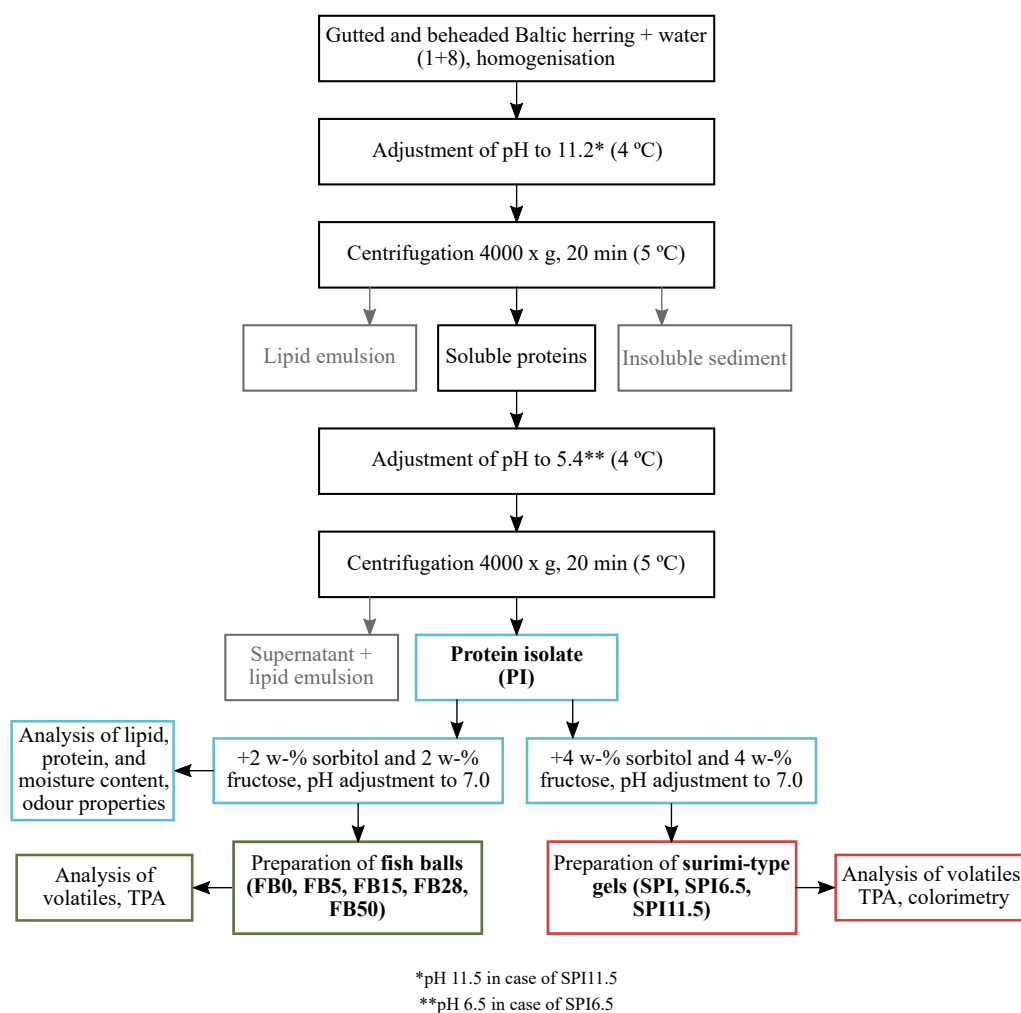 Gutted and beheaded Baltic herring + water
(1+8), homogenisation
Adjustment of pH to 11.2* (4 ºC)
Centrifugation 4000 x g, 20 min (5 ºC)
Lipid emulsion
Soluble proteins
Insoluble sediment
Adjustment of pH to 5.4** (4 ºC)
Centrifugation 4000 x g, 20 min (5 ºC)
Supernatant +
lipid emulsion
Protein isolate
(PI)
Analysis of lipid,
protein, and
moisture content,
odour properties
+2 w-% sorbitol and 2 w-%
fructose, pH adjustment to 7.0
+4 w-% sorbitol and 4 w-%
fructose, pH adjustment to 7.0
Analysis of
volatiles, TPA
Preparation of fish balls
(FB0, FB5, FB15, FB28,
FB50)
Preparation of surimi-type
gels (SPI, SPI6.5,
SPI11.5)
Analysis of volatiles
TPA, colorimetry
*pH 11.5 in case of SPI11.5
**pH 6.5 in case of SPI6.5